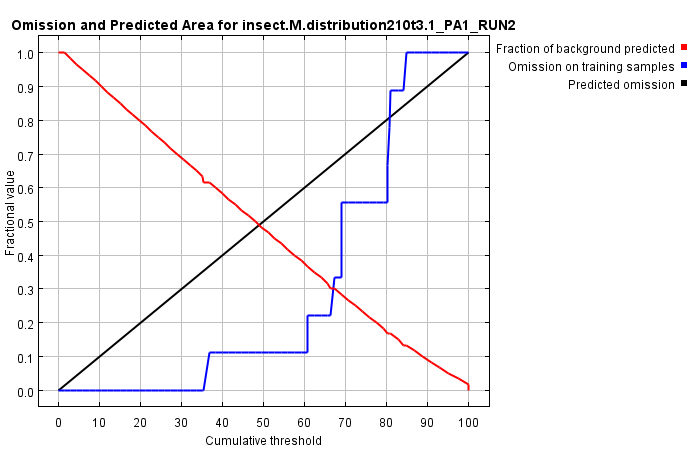 Omission and Predicted Area for insect.M.distribution210t3.1_PA1_RUN2
Fraction of background predicted
Omission on training samples
Predicted omission
Fractional value
1.0
0.9
0.8
0.7
0.6
0.5
0.4
0.3
0.2
0.1
0.0
0 10 20 30 40 50 60 70 80 90 100
Cumulative threshold